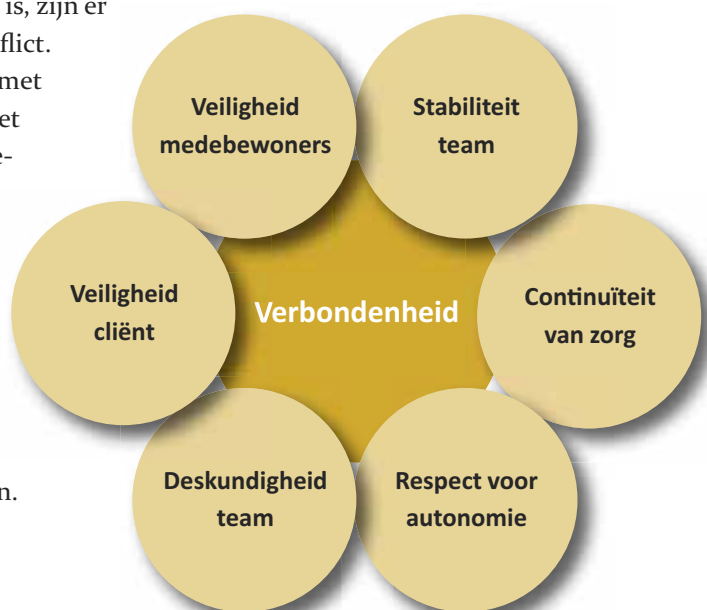 is, zijn er
flict.
met
et
e-
n.
Veiligheid
medebewoners
Stabiliteit
team
Veiligheid
cliënt
Verbondenheid
Continuïteit
van zorg
Deskundigheid
team
Respect voor
autonomie